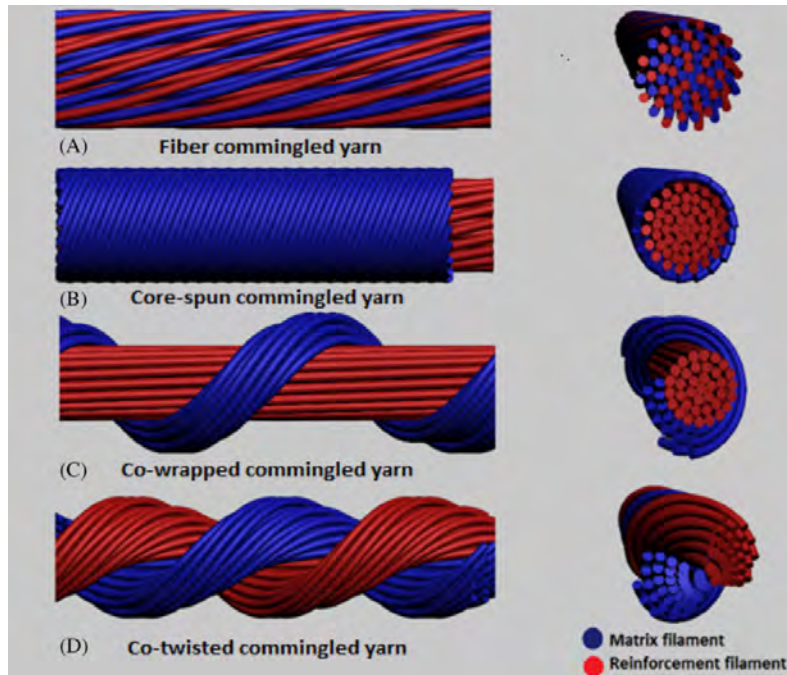 (A) Fiber commingled yarn
(B) Core-spun commingled yarn
(C) Co-wrapped commingled yarn
(D) Co-twisted commingled yarn
Matrix filament
Reinforcement filament